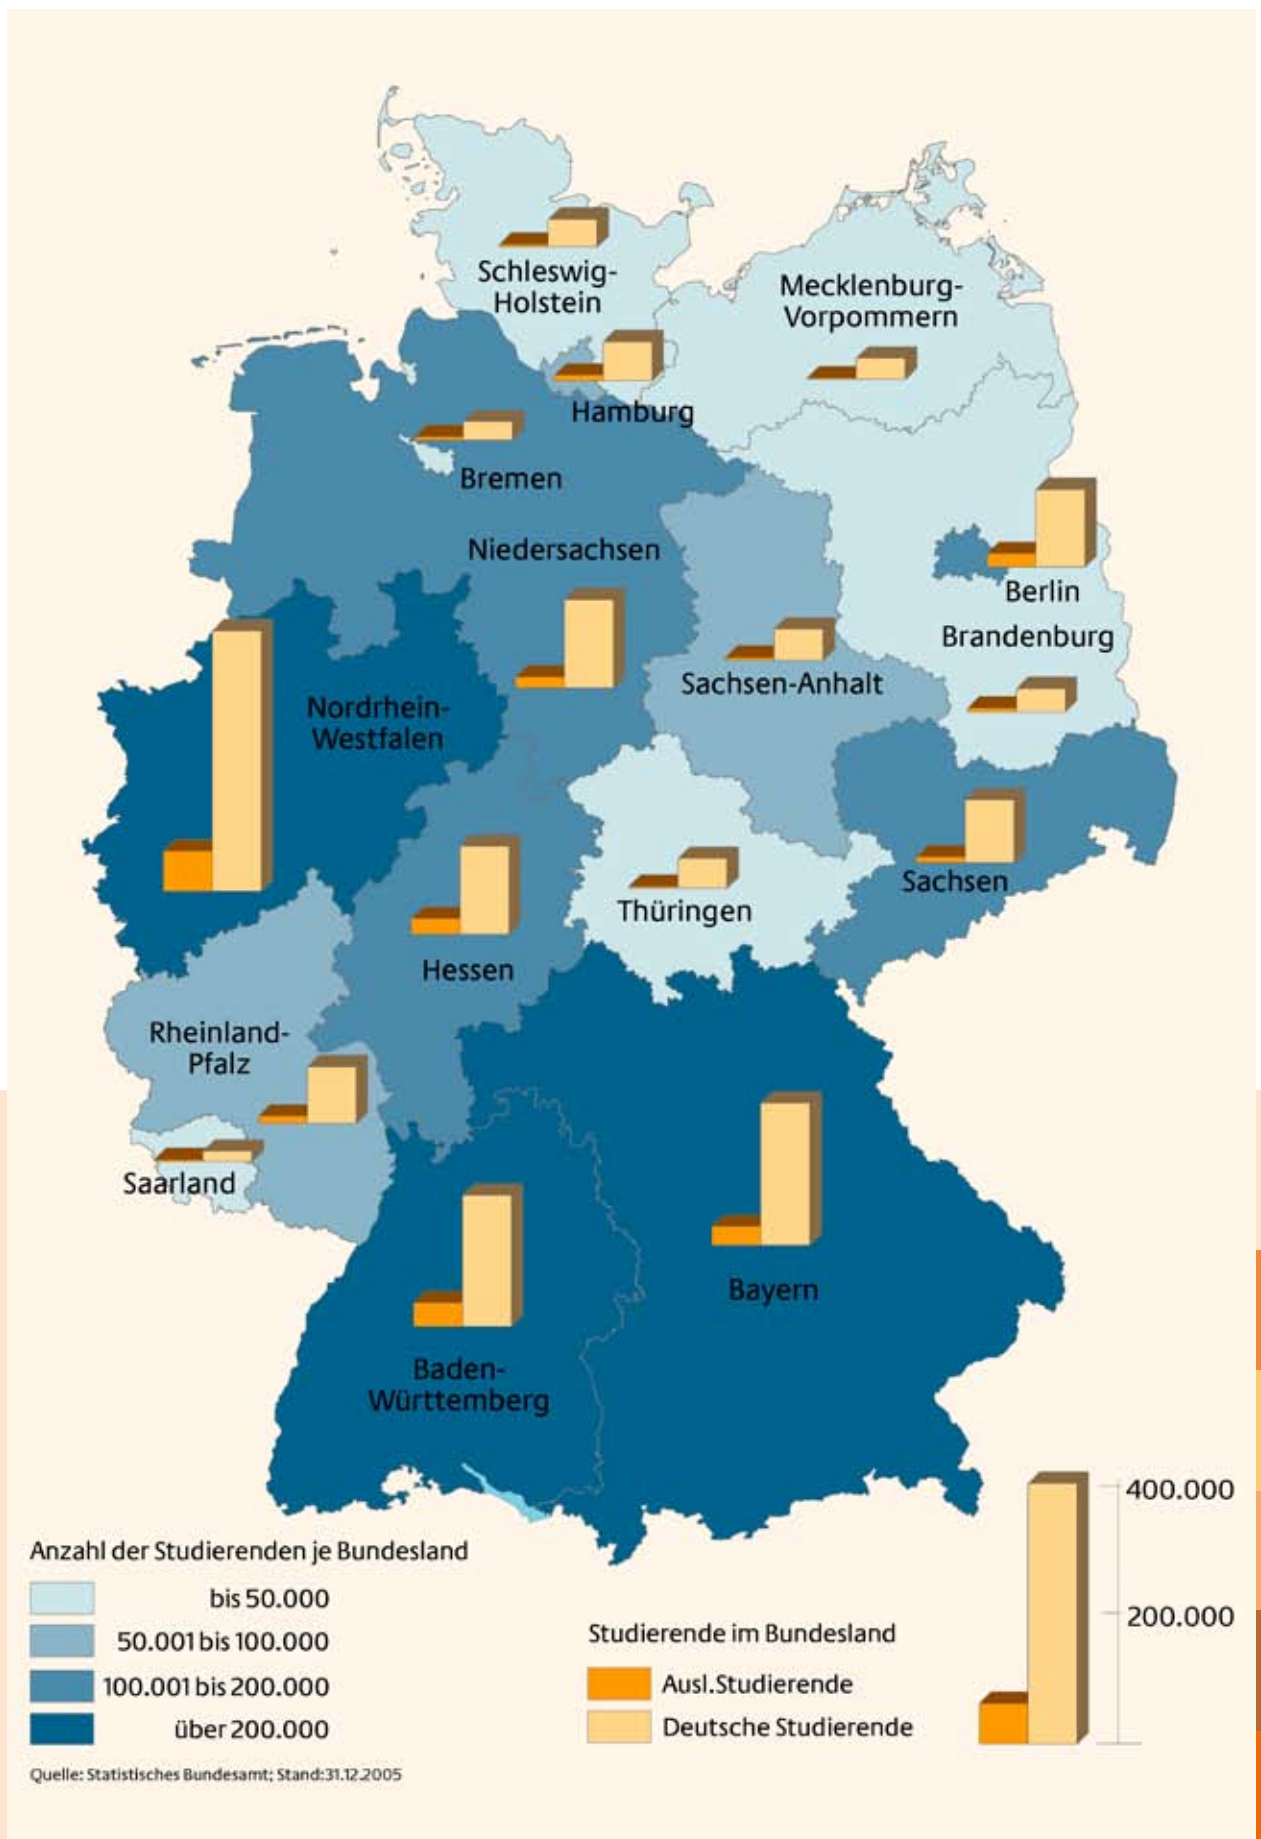 Schleswig-
Holstein
Mecklenburg-
Vorpommern
Hamburg
Bremen
Niedersachsen
Berlin
Brandenburg
Sachsen-Anhalt
Nordrhein-
Westfalen
Sachsen
Thüringen
Hessen
Rheinland-
Pfalz
Saarland
Bayern
Baden-
Württemberg
Anzahl der Studierenden je Bundesland
bis 50.000
50.001 bis 100.000
100.001 bis 200.000
über 200.000
Quelle: Statistisches Bundesamt; Stand:31.12.2005
Studierende im Bundesland
Ausl.Studierende
Deutsche Studierende
400.000
200.000